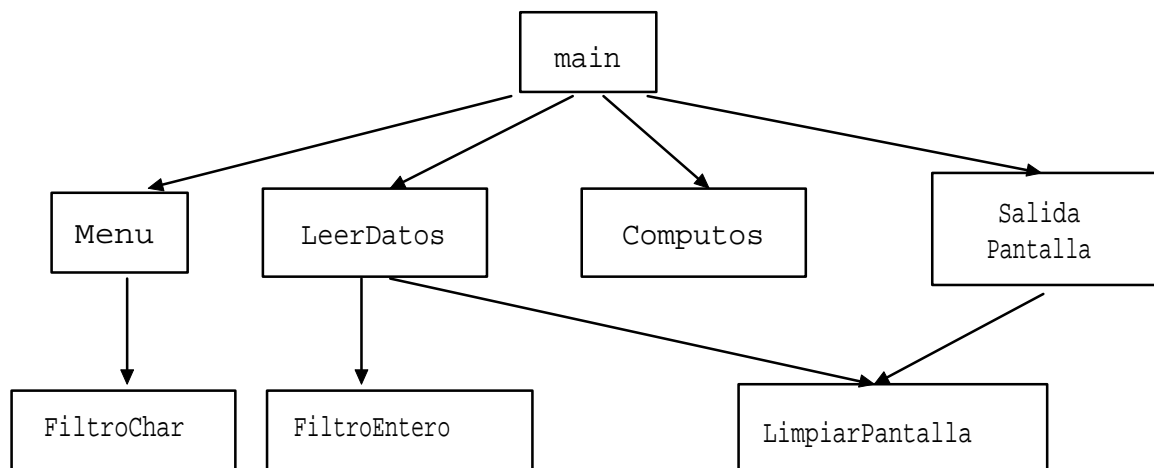 main
Menu
LeerDatos
Computos
Salida
Pantalla
FiltroChar
FiltroEntero
LimpiarPantalla